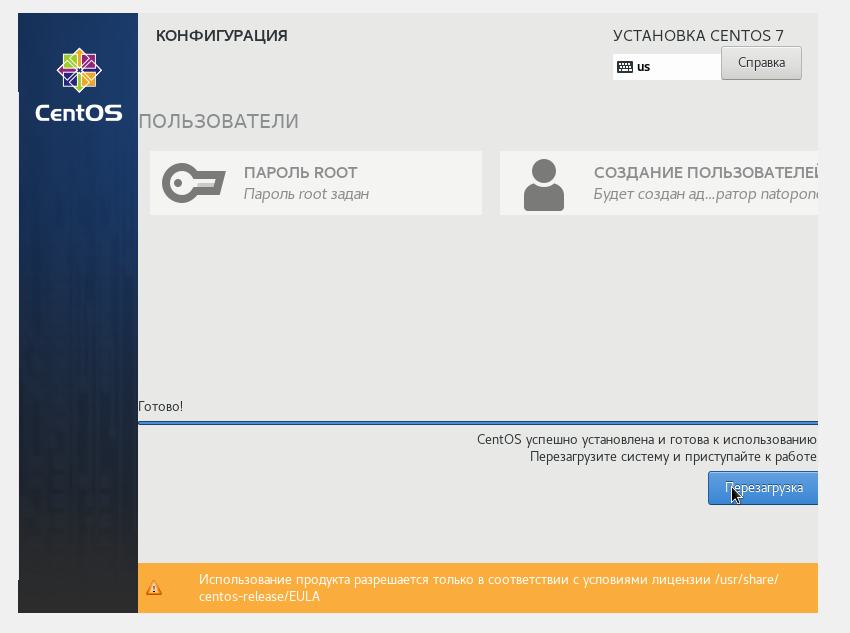 КОНФИГУРАЦИЯ
УСТАНОВКА CENTOS 7
us
Справка
CentOS
ПОЛЬЗОВАТЕЛИ
ПАРОЛЬ ROOT
Пароль root задан
СОЗДАНИЕ ПОЛЬЗОВАТЕЛЕЙ
Будет создан ад...ратор natopono
Готово!
CentOS успешно установлена и готова к использованию
Перезагрузите систему и приступайте к работе
Перезагрузка
Использование продукта разрешается только в соответствии с условиями лицензии /usr/share/
centos-release/EULA